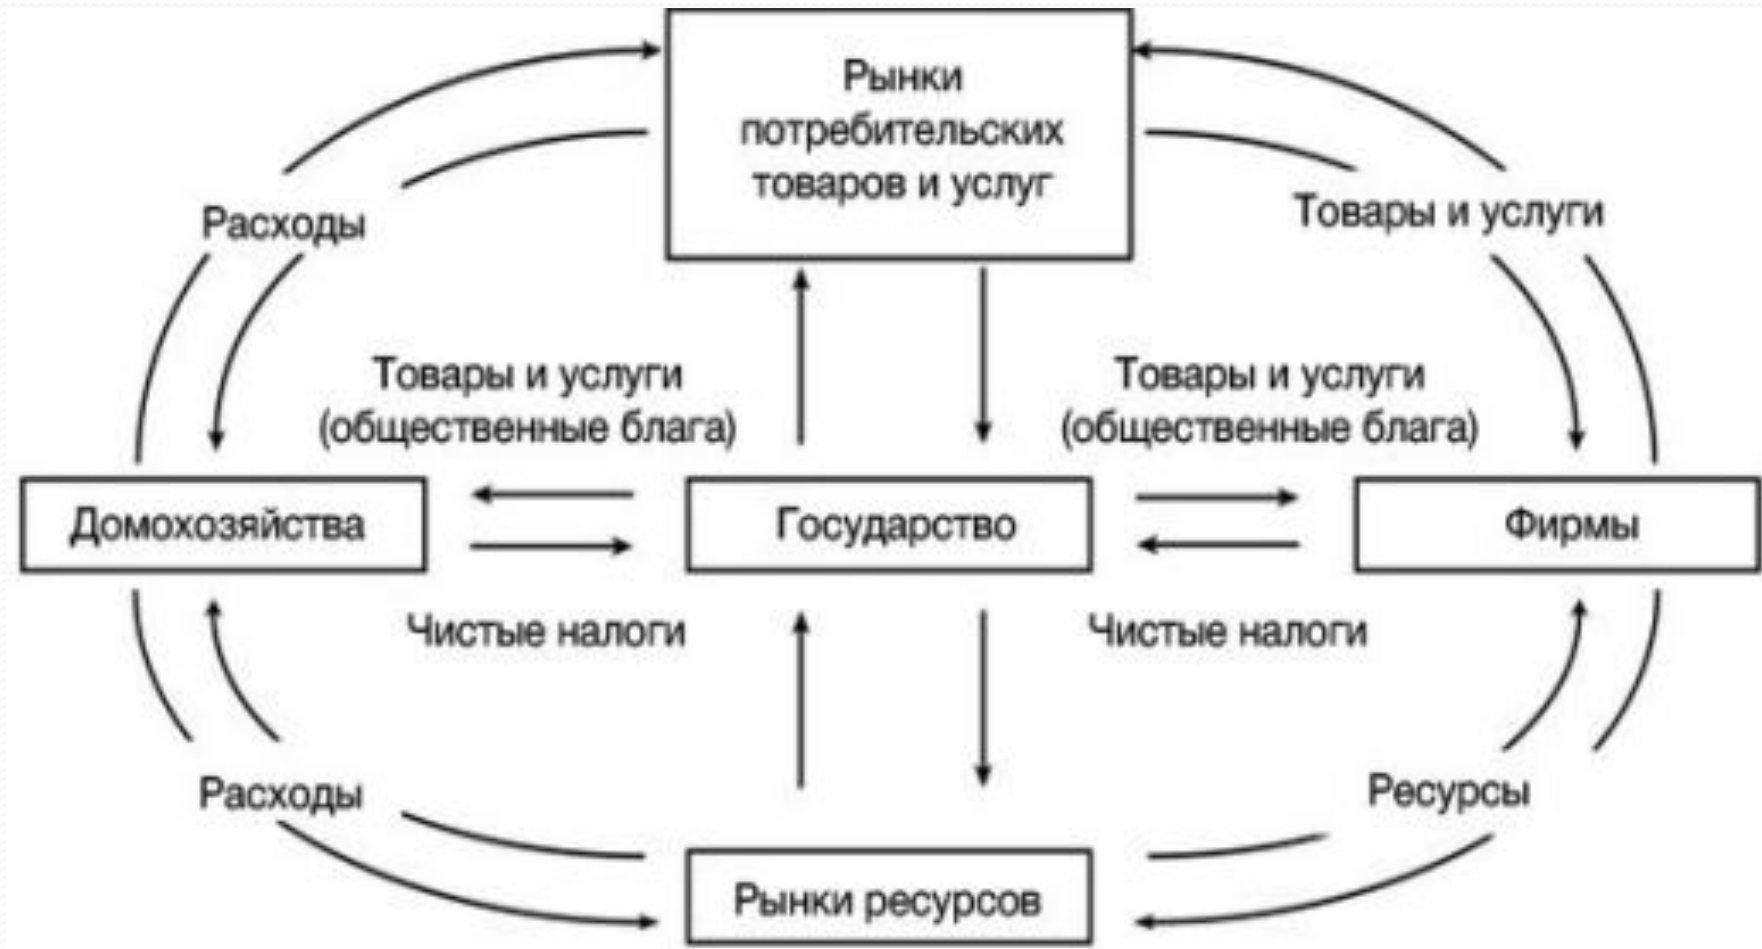 Рынки
потребительских
товаров и услуг
Расходы
Товары и услуги
Товары и услуги
(общественные блага)
Товары и услуги
(общественные блага)
Домохозяйства
Государство
Фирмы
Чистые налоги
Чистые налоги
Расходы
Ресурсы
Рынки ресурсов